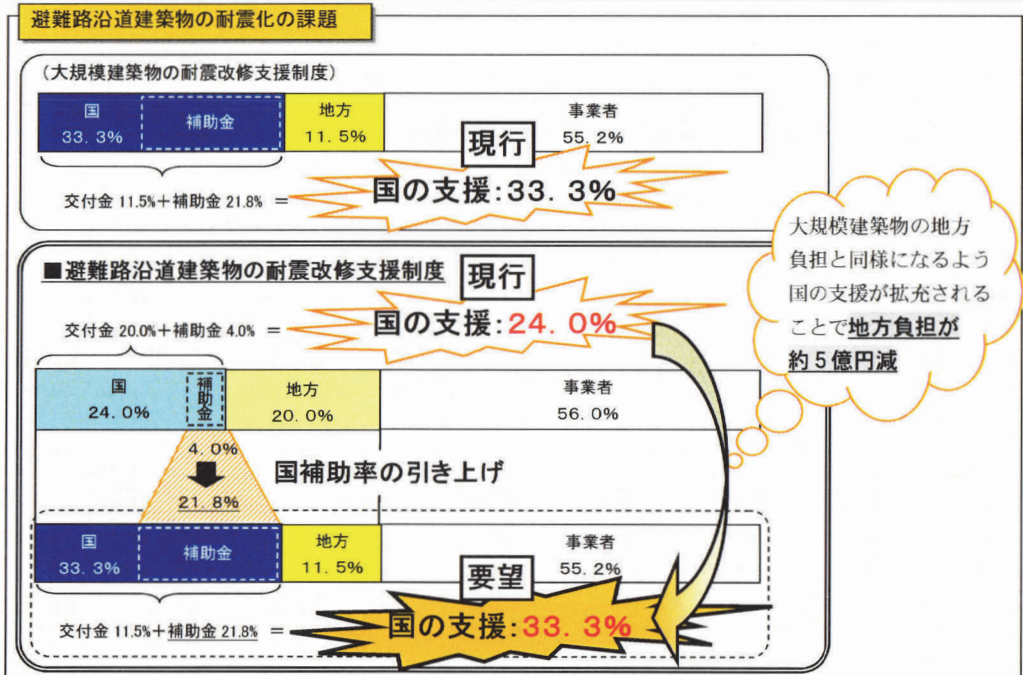 避難路沿道建築物の耐震化の課題
(大規模建築物の耐震改修支援制度)
国
33.3%
補助金
地方
11.5%
事業者
55.2%
現行
交付金 11.5%+補助金 21.8% =
国の支援:33.3%
■避難路沿道建築物の耐震改修支援制度
現行
交付金 20.0%+補助金 4.0% =
国の支援:24.0%
国
24.0%
補助金
地方
20.0%
事業者
56.0%
4.0%
国補助率の引き上げ
21.8%
国
33.3%
補助金
地方
11.5%
事業者
55.2%
要望
交付金 11.5%+補助金 21.8% =
国の支援:33.3%
大規模建築物の地方
負担と同様になるよう
国の支援が拡充される
ことで地方負担が
約5億円減